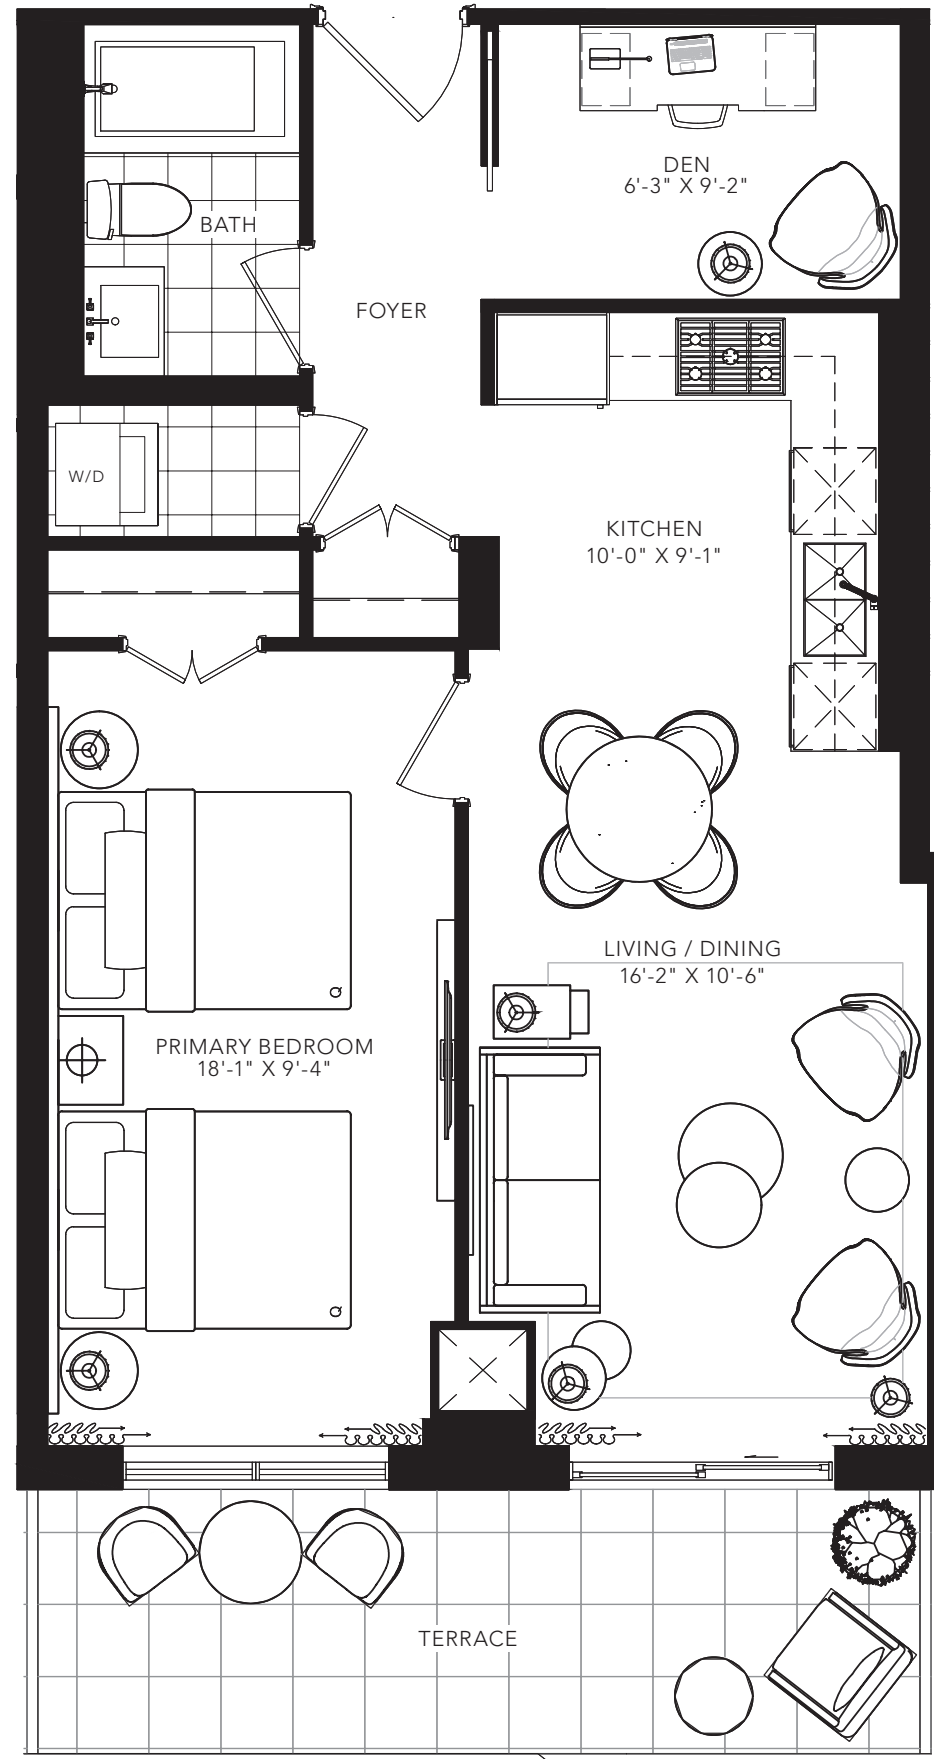 DEN
6'-3" X 9'-2"
BATH
FOYER
W/D
KITCHEN
10'-0" X 9'-1"
LIVING / DINING
16'-2" X 10'-6"
PRIMARY BEDROOM
18'-1" X 9'-4"
TERRACE